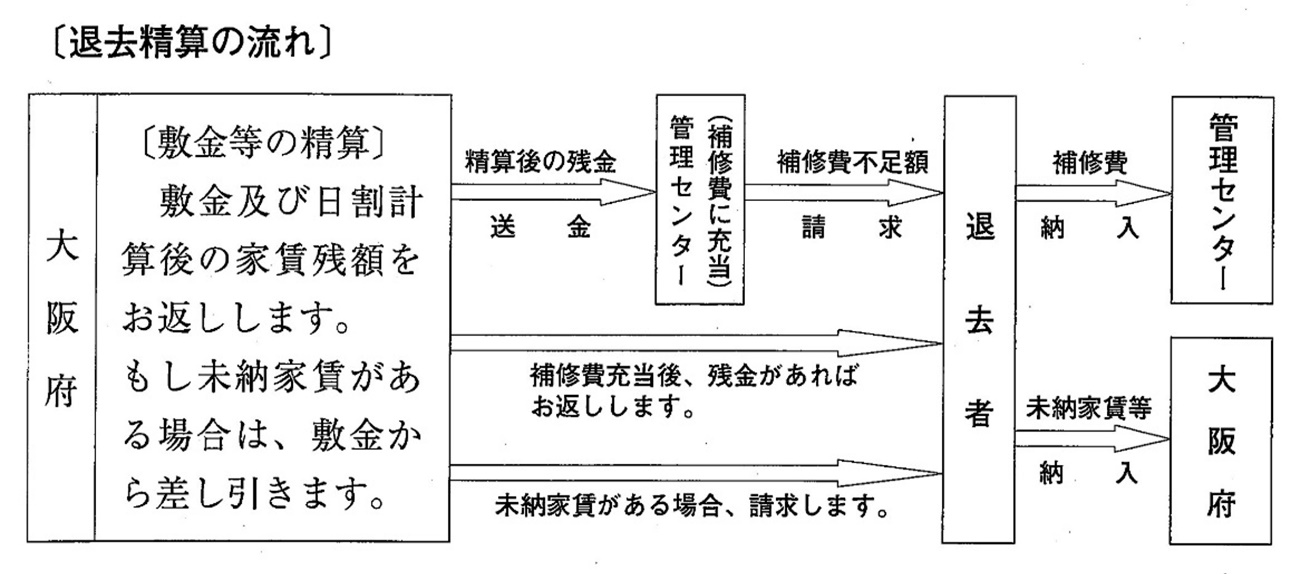 〔退去精算の流れ〕
大阪府
〔敷金等の精算〕
敷金及び日割計
算後の家賃残額を
お返しします。
もし未納家賃があ
る場合は、敷金か
ら差し引きます。
精算後の残金
送金
管理センター
(補修費に充当)
補修費不足額
請求
退去者
補修費
納入
管理センター
補修費充当後、残金があれば
お返しします。
未納家賃がある場合、請求します。
未納家賃等
納入
大阪府